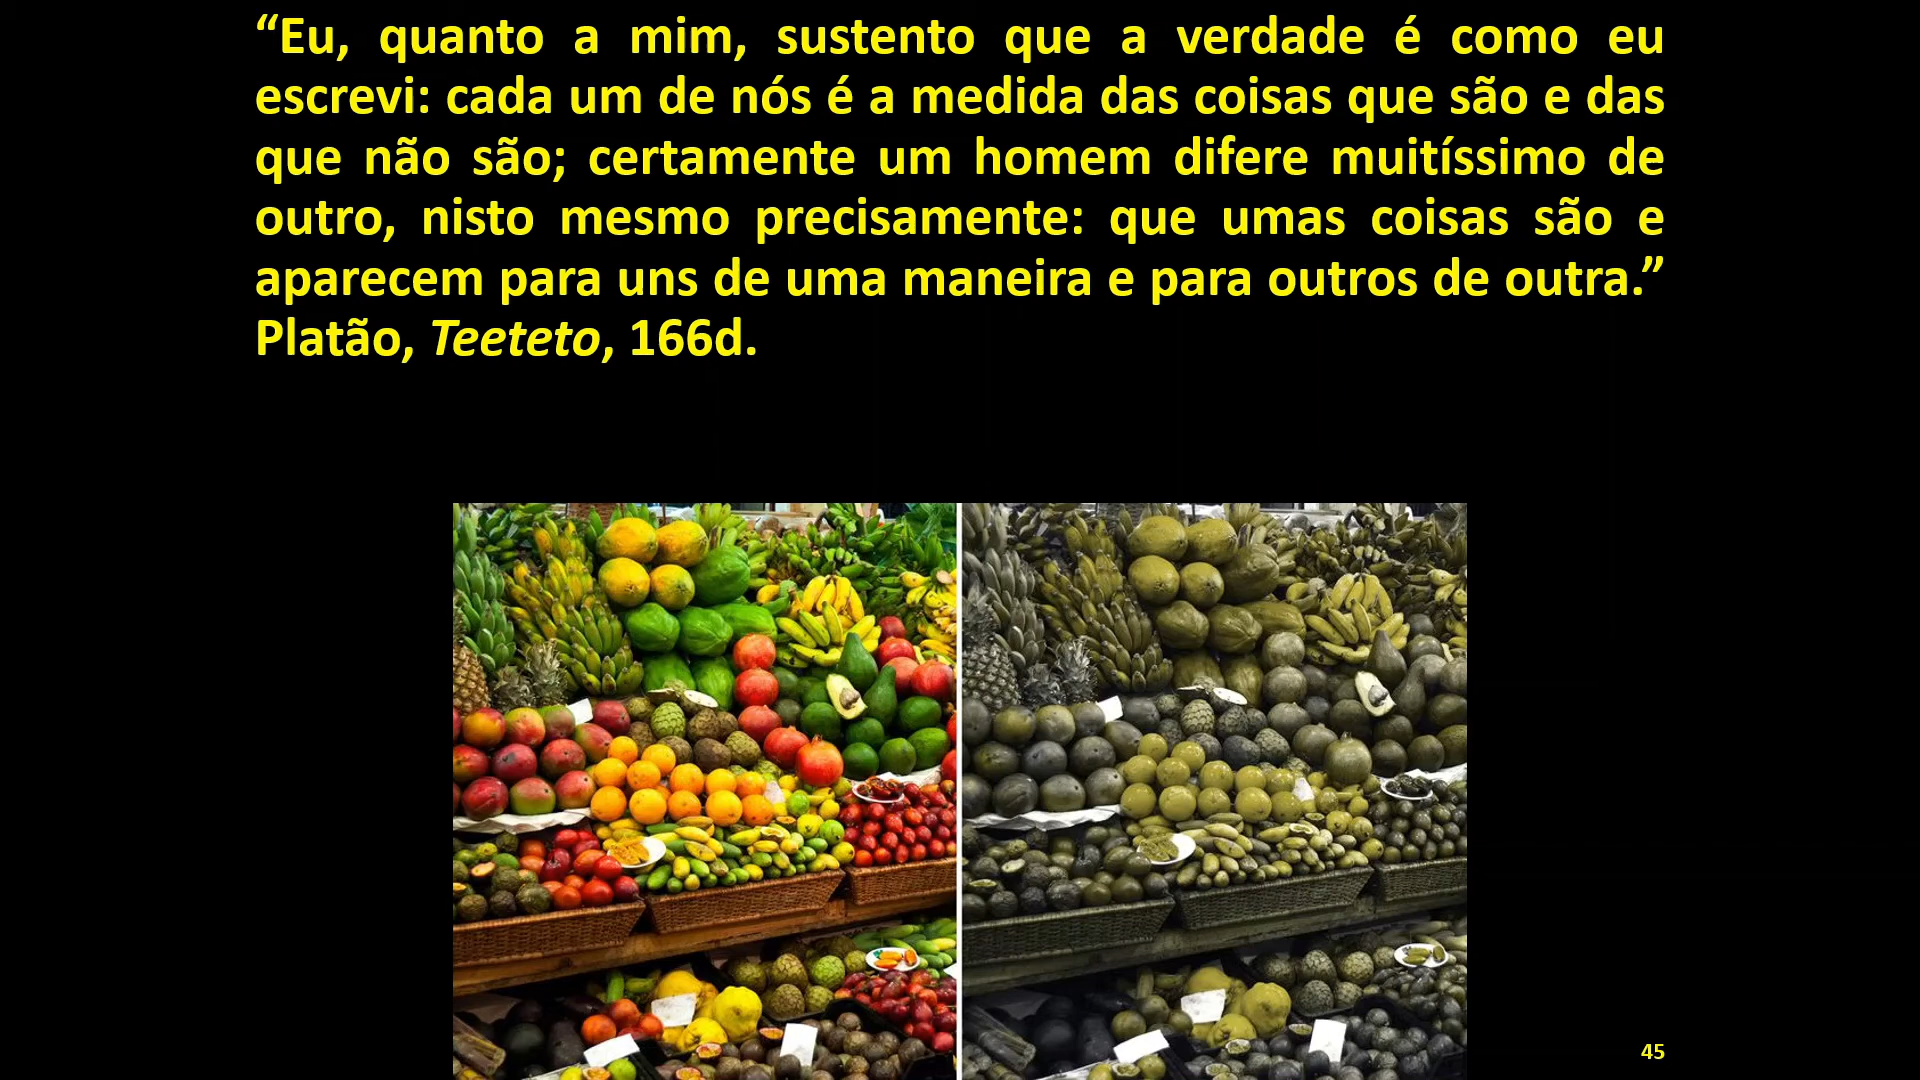 “Eu, quanto a mim, sustento que a verdade é como eu
escrevi: cada um de nós é a medida das coisas que são e das
que não são; certamente um homem difere muitíssimo de
outro, nisto mesmo precisamente: que umas coisas são e
aparecem para uns de uma maneira e para outros de outra.”
Platão, Teeteto, 166d.
45